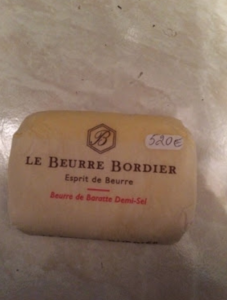 B
5.20€
LE BEURRE BORDIER
Esprit de Beurre
Beurre de Baratte Demi-Sel